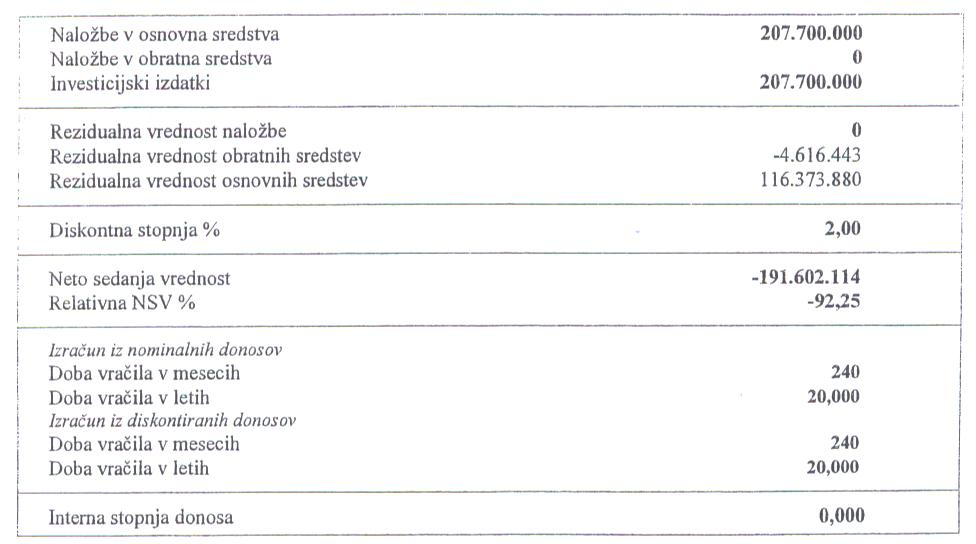 Naložbe v osnovna sredstva 207.700.000
Naložbe v obratna sredstva 0
Investicijski izdatki 207.700.000
Rezidualna vrednost naložbe 0
Rezidualna vrednost obratnih sredstev -4.616.443
Rezidualna vrednost osnovnih sredstev 116.373.880
Diskontna stopnja % 2,00
Neto sedanja vrednost -191.602.114
Relativna NSV % -92,25
Izračun iz nominalnih donosov
Doba vračila v mesecih 240
Doba vračila v letih 20,000
Izračun iz diskontiranih donosov
Doba vračila v mesecih 240
Doba vračila v letih 20,000
Interna stopnja donosa 0,000